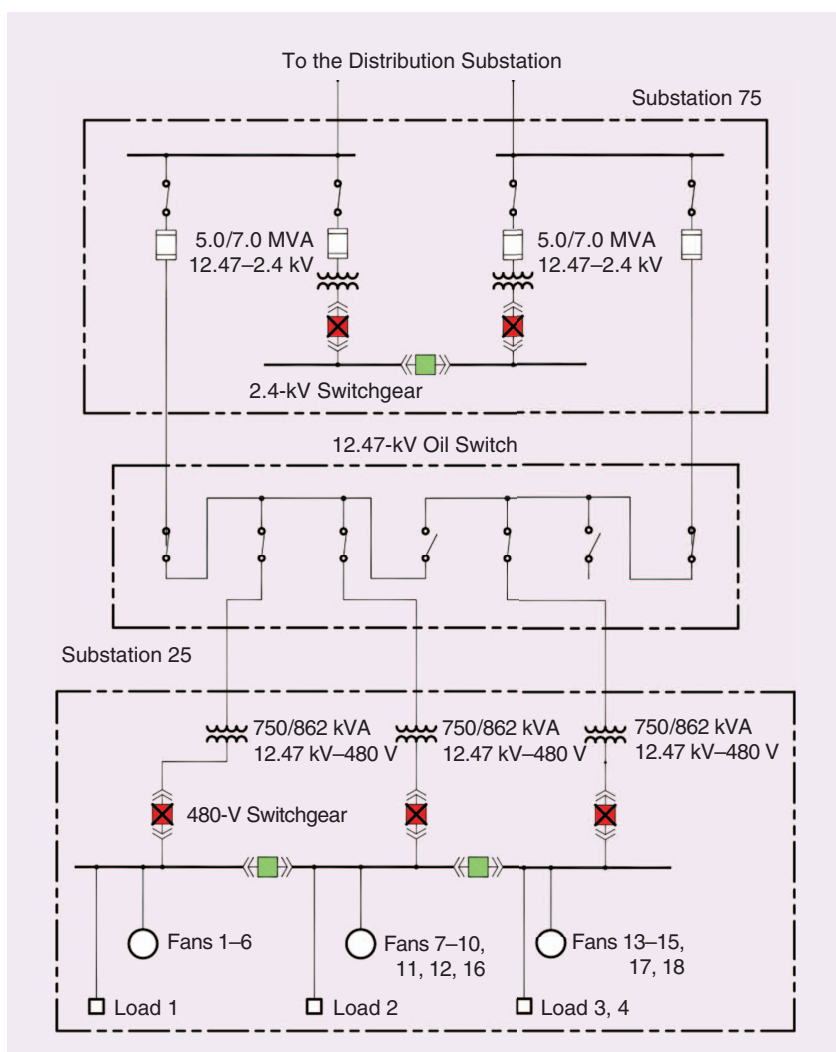 To the Distribution Substation
Substation 75
5.0/7.0 MVA
12.47–2.4 kV
5.0/7.0 MVA
12.47–2.4 kV
2.4-kV Switchgear
12.47-kV Oil Switch
Substation 25
750/862 kVA
12.47 kV–480 V
750/862 kVA
12.47 kV–480 V
750/862 kVA
12.47 kV–480 V
480-V Switchgear
Fans 1–6
Fans 7–10,
11, 12, 16
Fans 13–15,
17, 18
Load 1
Load 2
Load 3, 4